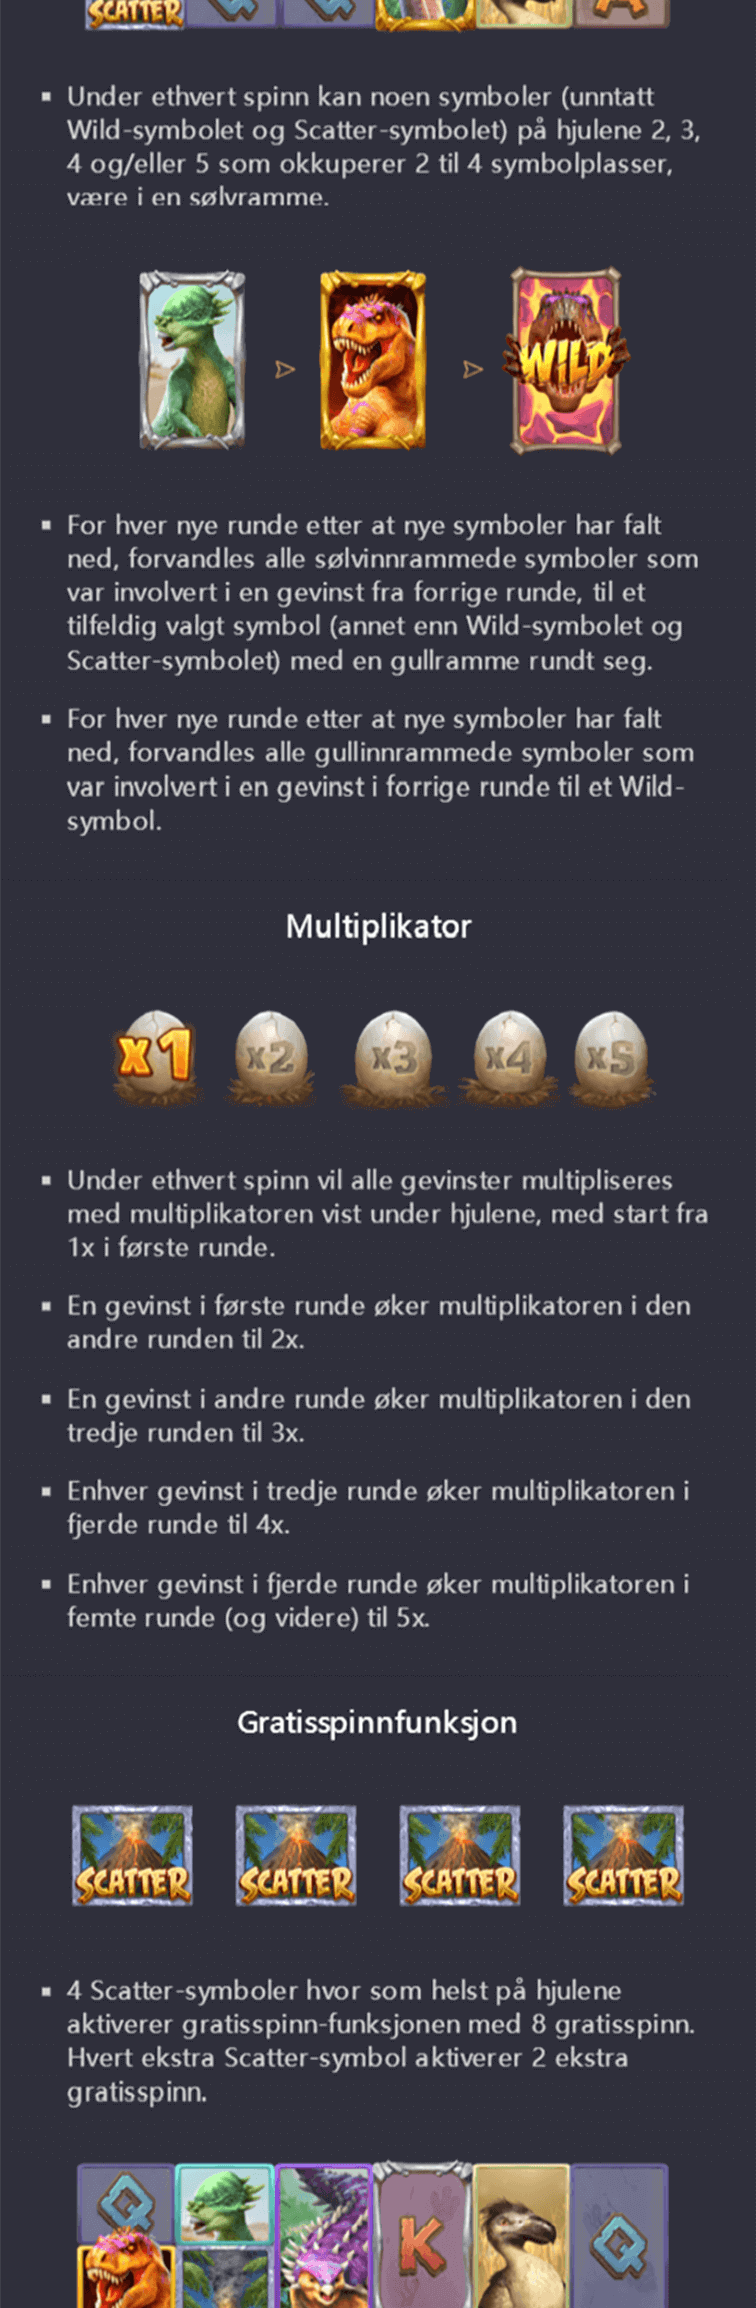 SCATTER
▪ Under ethvert spinn kan noen symboler (unntatt
Wild-symbolet og Scatter-symbolet) på hjulene 2, 3,
4 og/eller 5 som okkuperer 2 til 4 symbolplasser,
være i en sølvramme.
WILD
▪ For hver nye runde etter at nye symboler har falt
ned, forvandles alle sølvinnrammede symboler som
var involvert i en gevinst fra forrige runde, til et
tilfeldig valgt symbol (annet enn Wild-symbolet og
Scatter-symbolet) med en gullramme rundt seg.
▪ For hver nye runde etter at nye symboler har falt
ned, forvandles alle gullinnrammede symboler som
var involvert i en gevinst i forrige runde til et Wild-
symbol.
Multiplikator
x1 x2 x3 x4 x5
▪ Under ethvert spinn vil alle gevinster multipliseres
med multiplikatoren vist under hjulene, med start fra
1x i første runde.
▪ En gevinst i første runde øker multiplikatoren i den
andre runden til 2x.
▪ En gevinst i andre runde øker multiplikatoren i den
tredje runden til 3x.
▪ Enhver gevinst i tredje runde øker multiplikatoren i
fjerde runde til 4x.
▪ Enhver gevinst i fjerde runde øker multiplikatoren i
femte runde (og videre) til 5x.
Gratisspinnfunksjon
SCATTER SCATTER SCATTER SCATTER
▪ 4 Scatter-symboler hvor som helst på hjulene
aktiverer gratisspinn-funksjonen med 8 gratisspinn.
Hvert ekstra Scatter-symbol aktiverer 2 ekstra
gratisspinn.
Q K Q